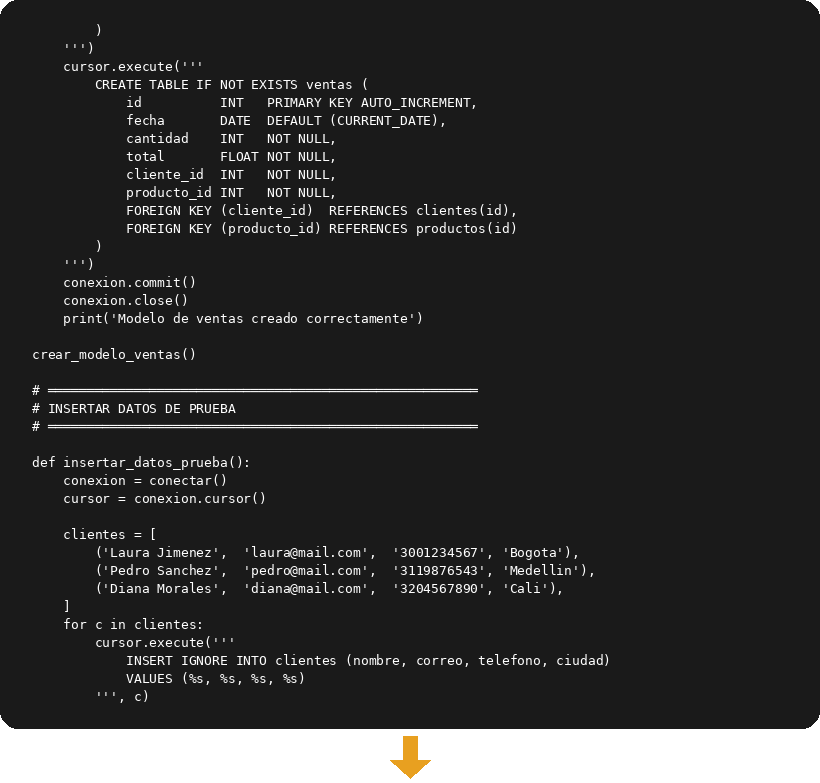 )
    ''')
    cursor.execute('''
        CREATE TABLE IF NOT EXISTS ventas (
            id          INT   PRIMARY KEY AUTO_INCREMENT,
            fecha       DATE  DEFAULT (CURRENT_DATE),
            cantidad    INT   NOT NULL,
            total       FLOAT NOT NULL,
            cliente_id  INT   NOT NULL,
            producto_id INT   NOT NULL,
            FOREIGN KEY (cliente_id)  REFERENCES clientes(id),
            FOREIGN KEY (producto_id) REFERENCES productos(id)
        )
    ''')
    conexion.commit()
    conexion.close()
    print('Modelo de ventas creado correctamente')

crear_modelo_ventas()

# ═══════════════════════════════════════════════════════
# INSERTAR DATOS DE PRUEBA
# ═══════════════════════════════════════════════════════

def insertar_datos_prueba():
    conexion = conectar()
    cursor = conexion.cursor()

    clientes = [
        ('Laura Jimenez',  'laura@mail.com',  '3001234567', 'Bogota'),
        ('Pedro Sanchez',  'pedro@mail.com',  '3119876543', 'Medellin'),
        ('Diana Morales',  'diana@mail.com',  '3204567890', 'Cali'),
    ]
    for c in clientes:
        cursor.execute('''
            INSERT IGNORE INTO clientes (nombre, correo, telefono, ciudad)
            VALUES (%s, %s, %s, %s)
        ''', c)